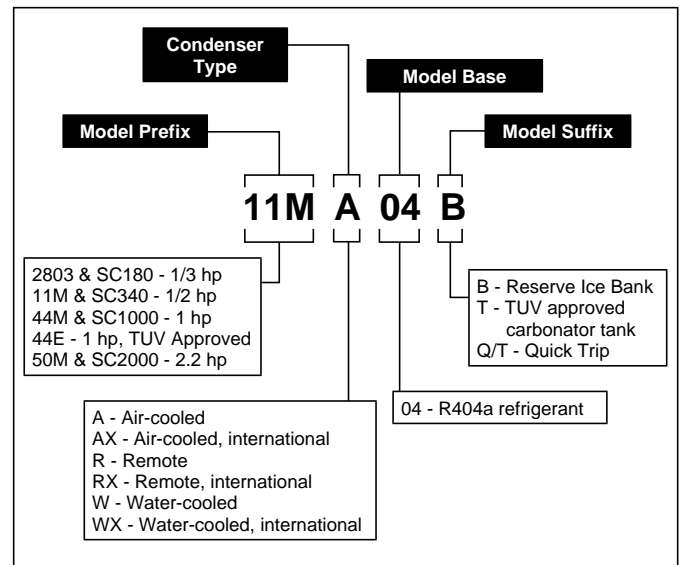 Condenser
Type
Model Base
Model Prefix
Model Suffix
11M A 04 B
2803 & SC180 - 1/3 hp
11M & SC340 - 1/2 hp
44M & SC1000 - 1 hp
44E - 1 hp, TUV Approved
50M & SC2000 - 2.2 hp
B - Reserve Ice Bank
T - TUV approved
carbonator tank
Q/T - Quick Trip
A - Air-cooled
AX - Air-cooled, international
R - Remote
RX - Remote, international
W - Water-cooled
WX - Water-cooled, international
04 - R404a refrigerant